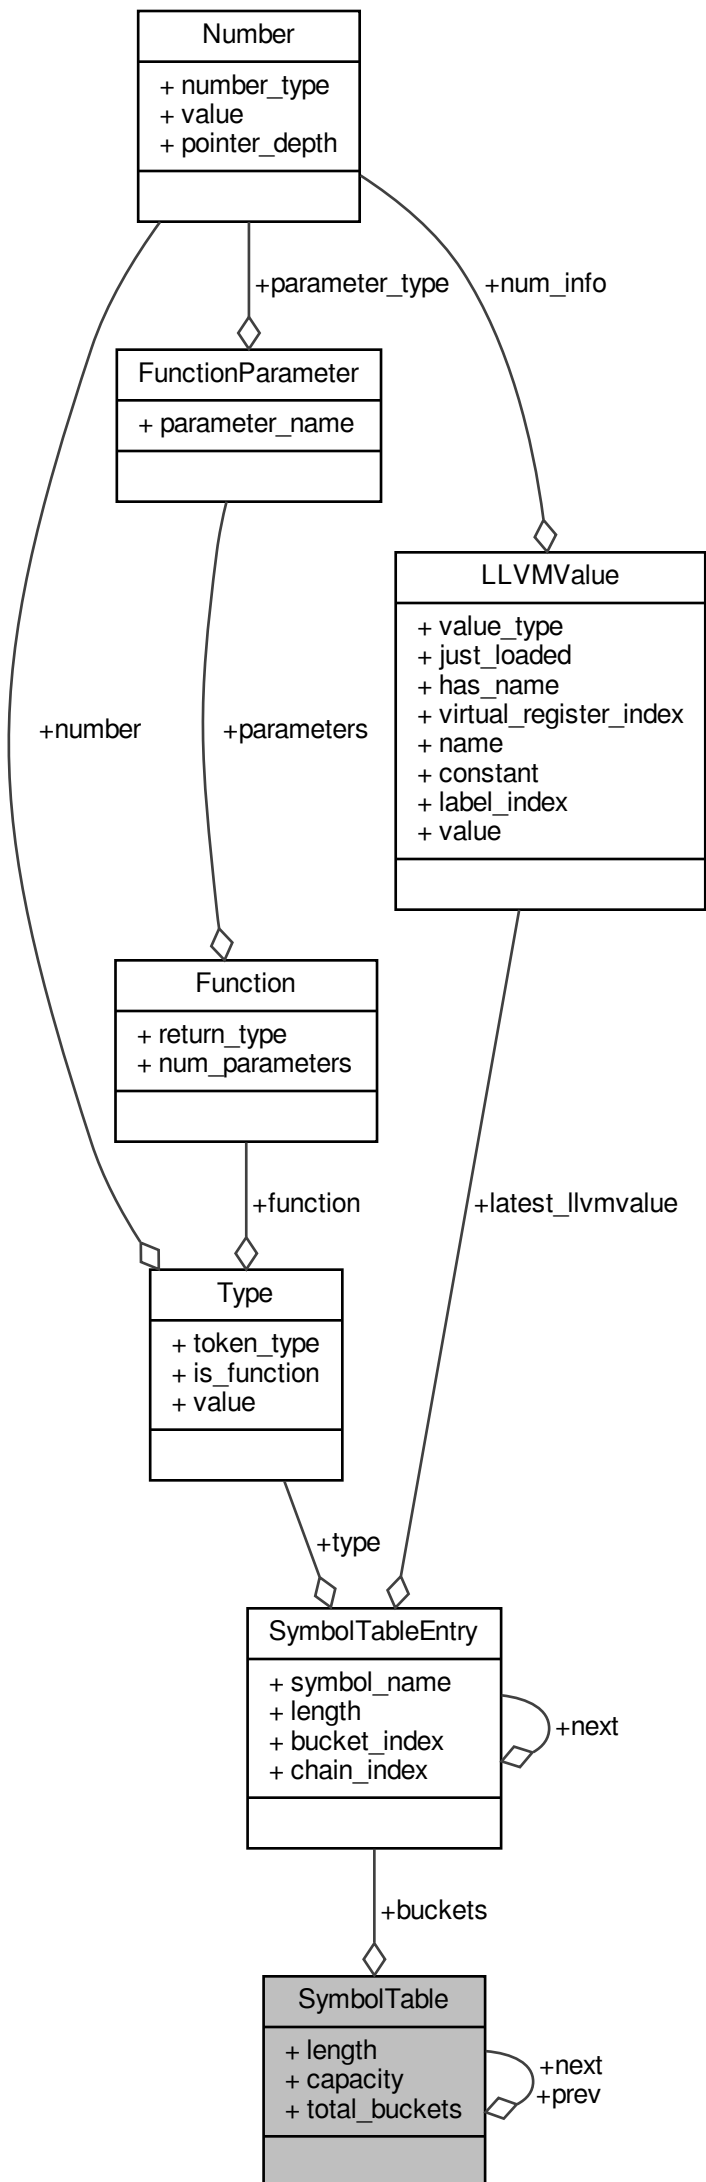 Number
+ number_type
+ value
+ pointer_depth
+parameter_type
+num_info
FunctionParameter
+ parameter_name
LLVMValue
+ value_type
+ just_loaded
+ has_name
+ virtual_register_index
+ name
+ constant
+ label_index
+ value
+number
+parameters
Function
+ return_type
+ num_parameters
+function
+latest_llvmvalue
Type
+ token_type
+ is_function
+ value
+type
SymbolTableEntry
+ symbol_name
+ length
+ bucket_index
+ chain_index
+next
+buckets
SymbolTable
+ length
+ capacity
+ total_buckets
+next
+prev